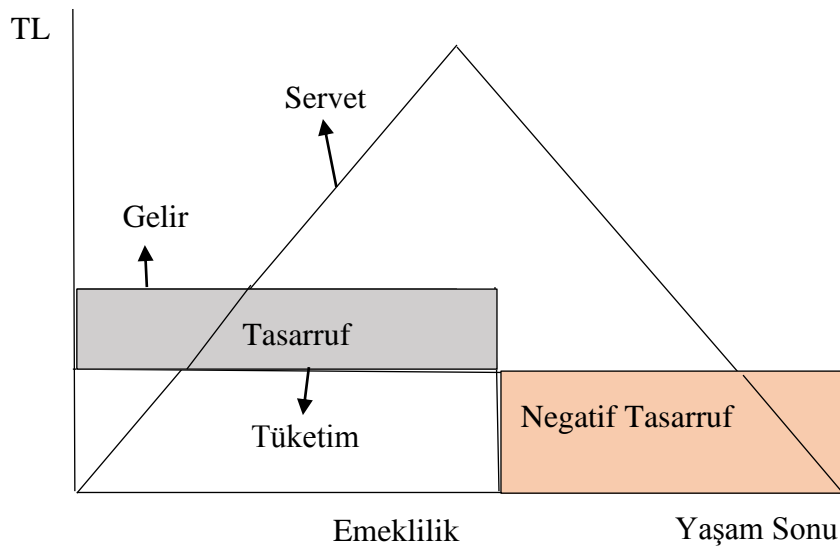 TL
Servet
Gelir
Tasarruf
Tüketim
Negatif Tasarruf
Emeklilik
Yaşam Sonu